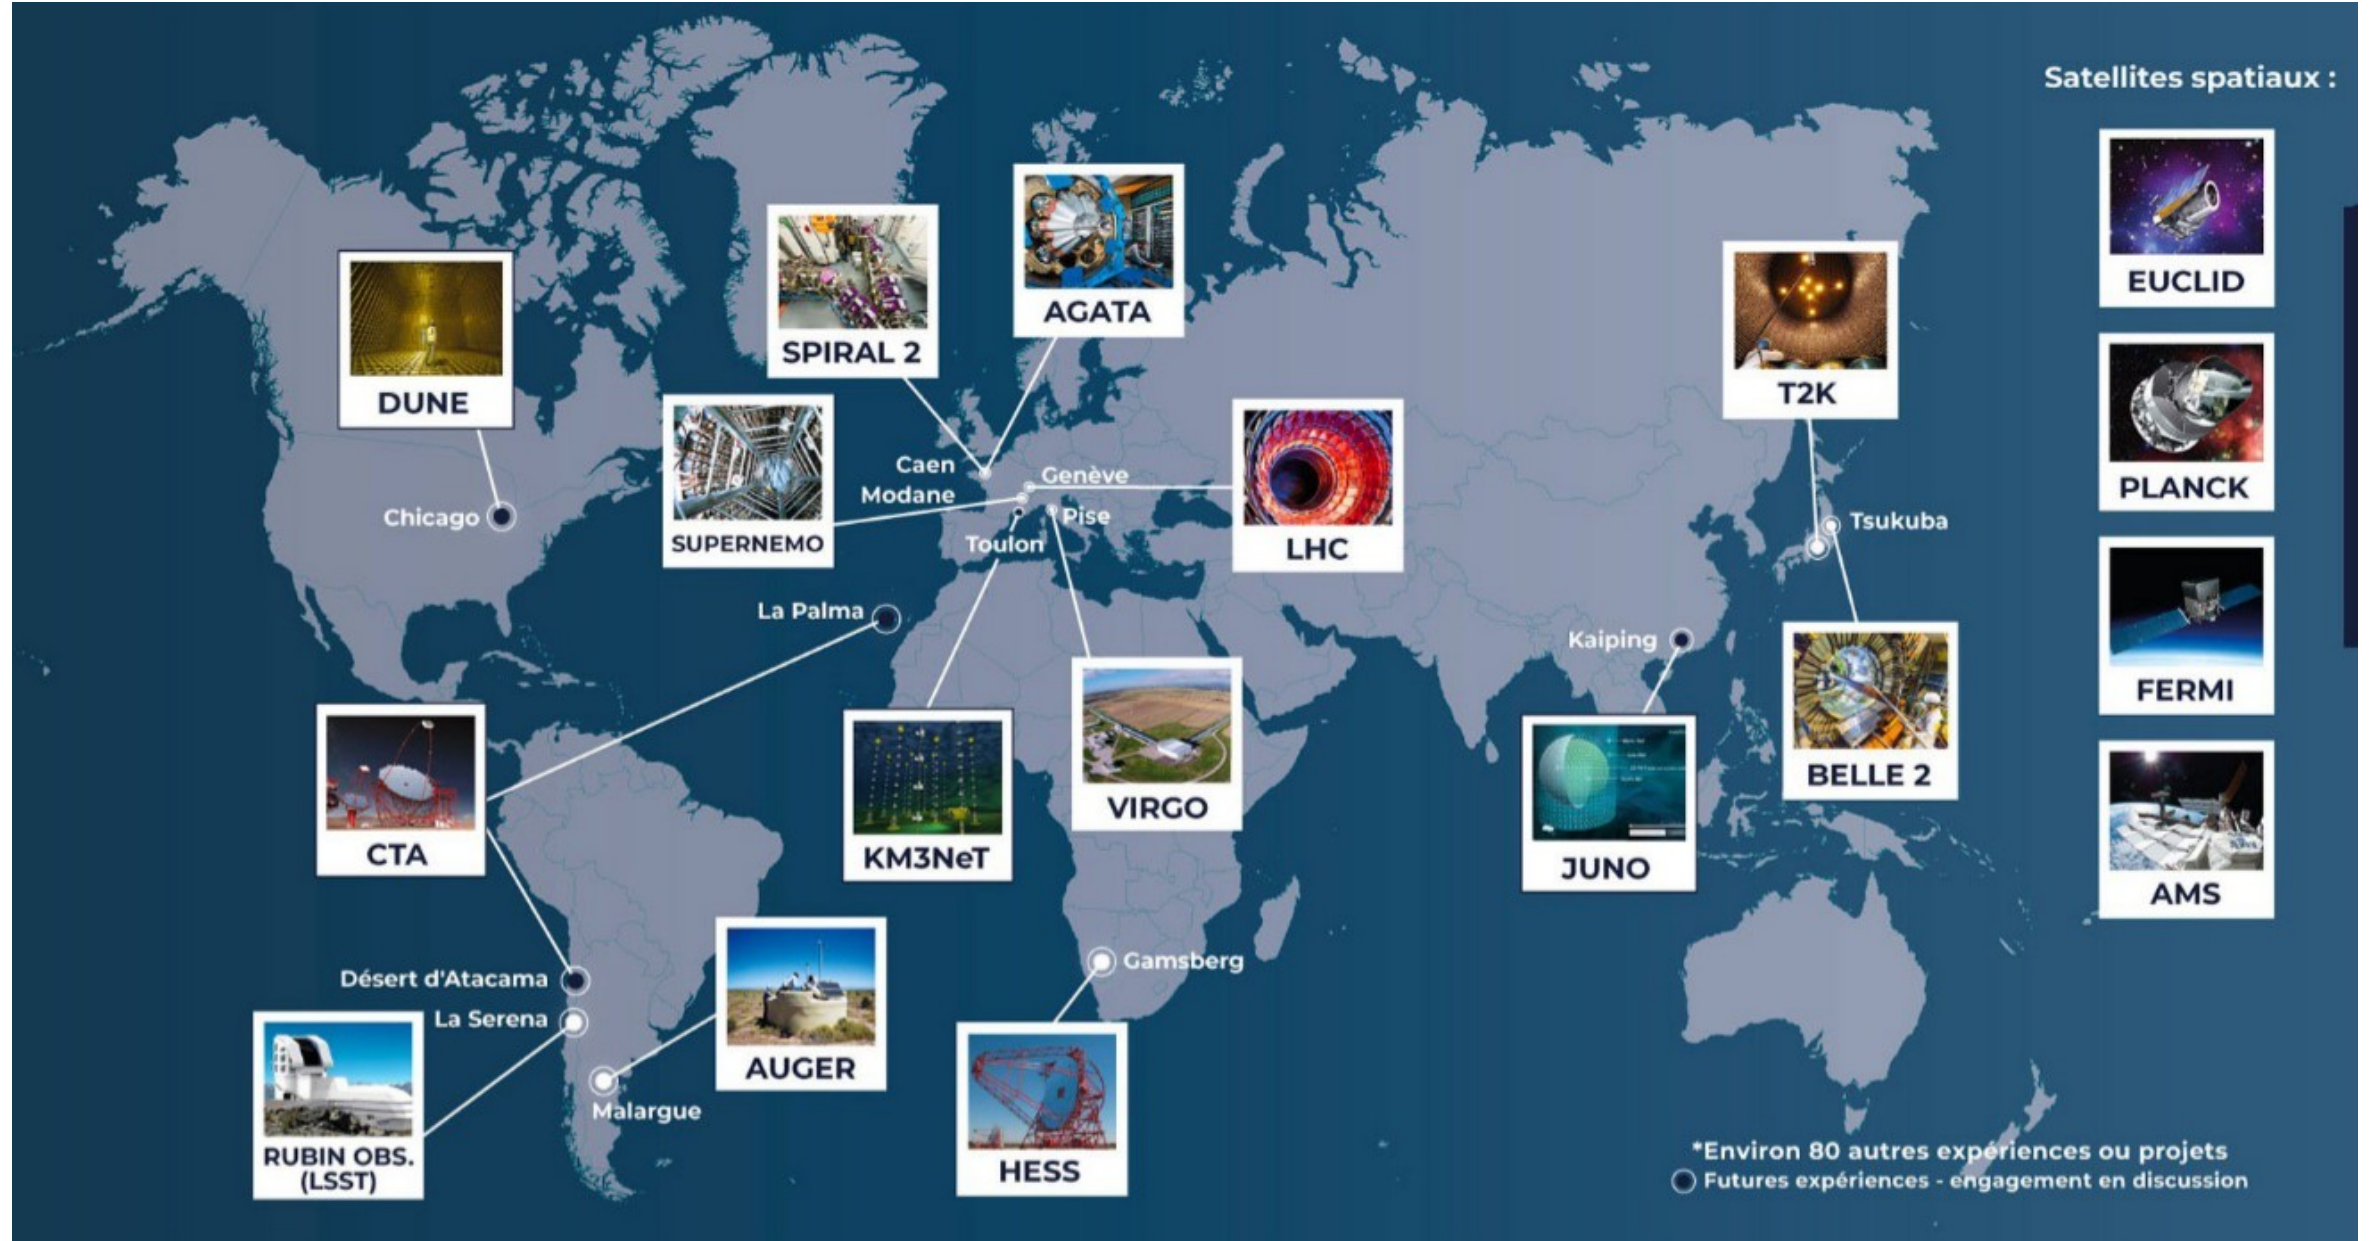 Satellites spatiaux :
EUCLID
PLANCK
FERMI
AMS
AGATA
SPIRAL 2
DUNE
T2K
SUPERNEMO
LHC
Caen
Modane
Genève
Pise
Toulon
Chicago
Tsukuba
La Palma
Kaiping
CTA
KM3NeT
VIRGO
JUNO
BELLE 2
Désert d'Atacama
La Serena
Gamsberg
AUGER
Malargue
RUBIN OBS.
(LSST)
HESS
*Environ 80 autres expériences ou projets
Futures expériences - engagement en discussion